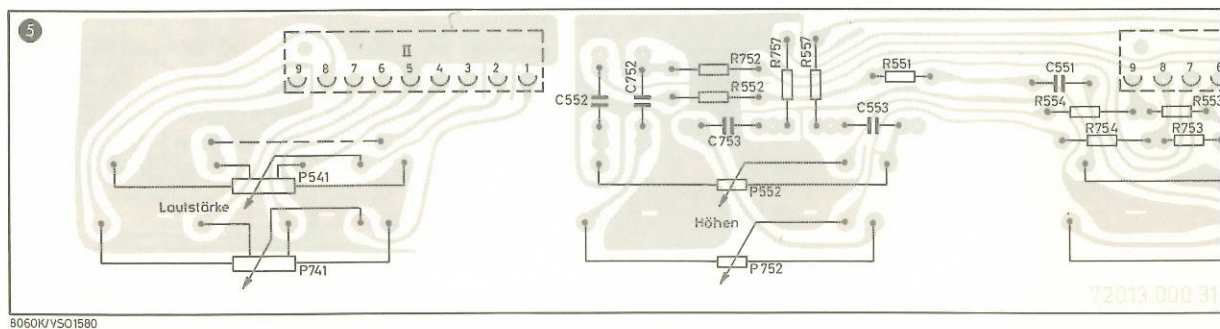 5
II
9 8 7 6 5 4 3 2 1
P541
Lautstärke
P741
C552
C752
R752
R552
C753
R757
R557
C553
R551
P552
Höhen
P752
C551
9 8 7 6
R554
R553
R754
R753
72013 000 31
8060K/YSO1580